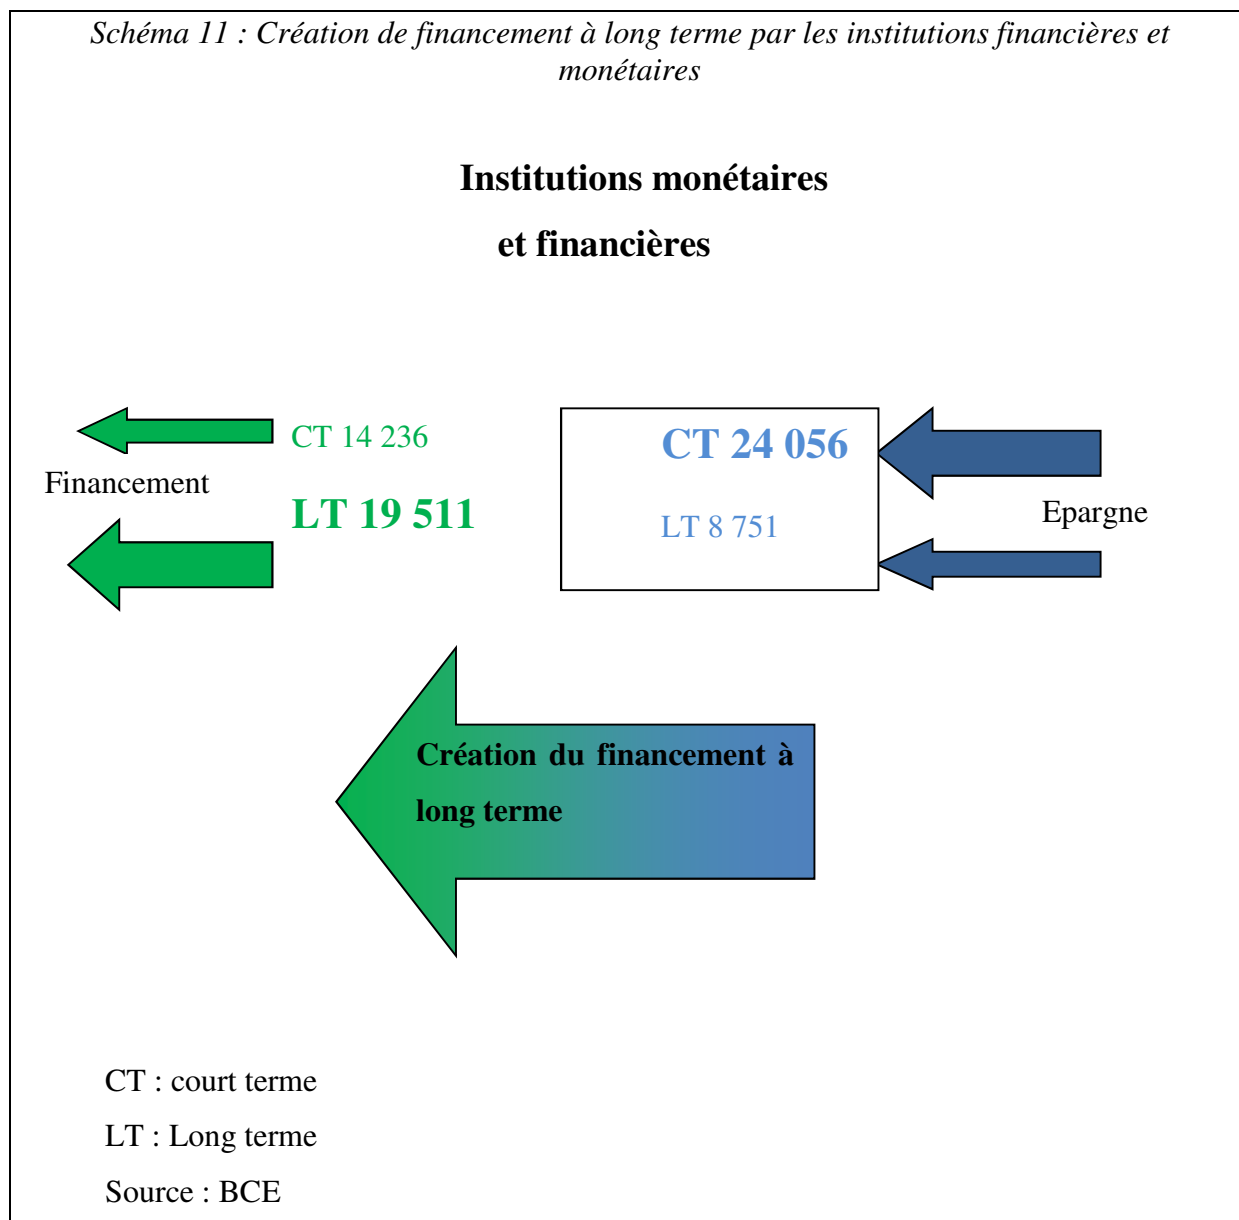 Schéma 11 : Création de financement à long terme par les institutions financières et
monétaires
Institutions monétaires
et financières
CT 14 236
Financement
LT 19 511
CT 24 056
LT 8 751
Epargne
Création du financement à
long terme
CT : court terme
LT : Long terme
Source : BCE